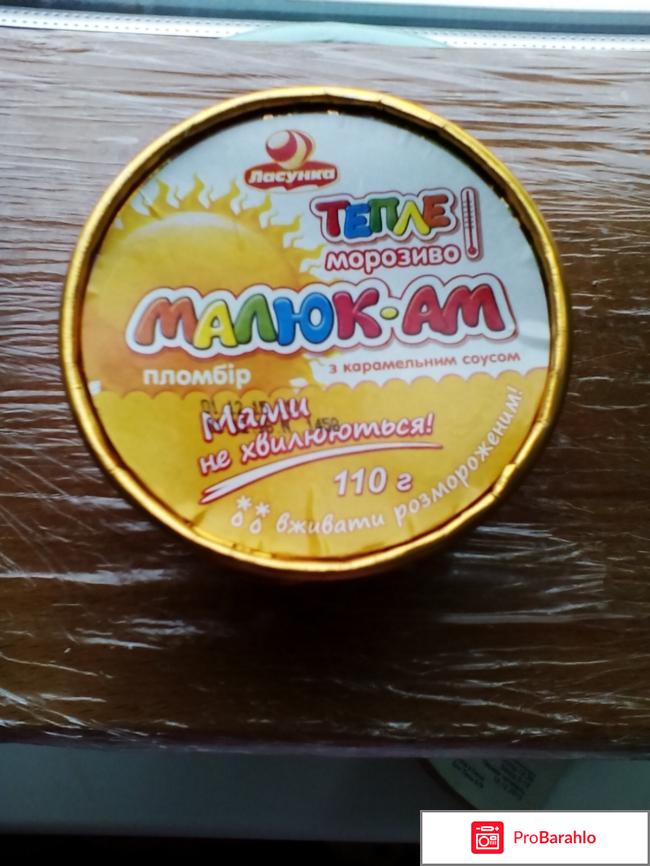 Ласунка
ТЕПЛЕ
морозиво
МАЛЮК·АМ
пломбір
з карамельним соусом
Мами
не хвилюються!
110 г
вживати розмороженим!
ProBarahlo